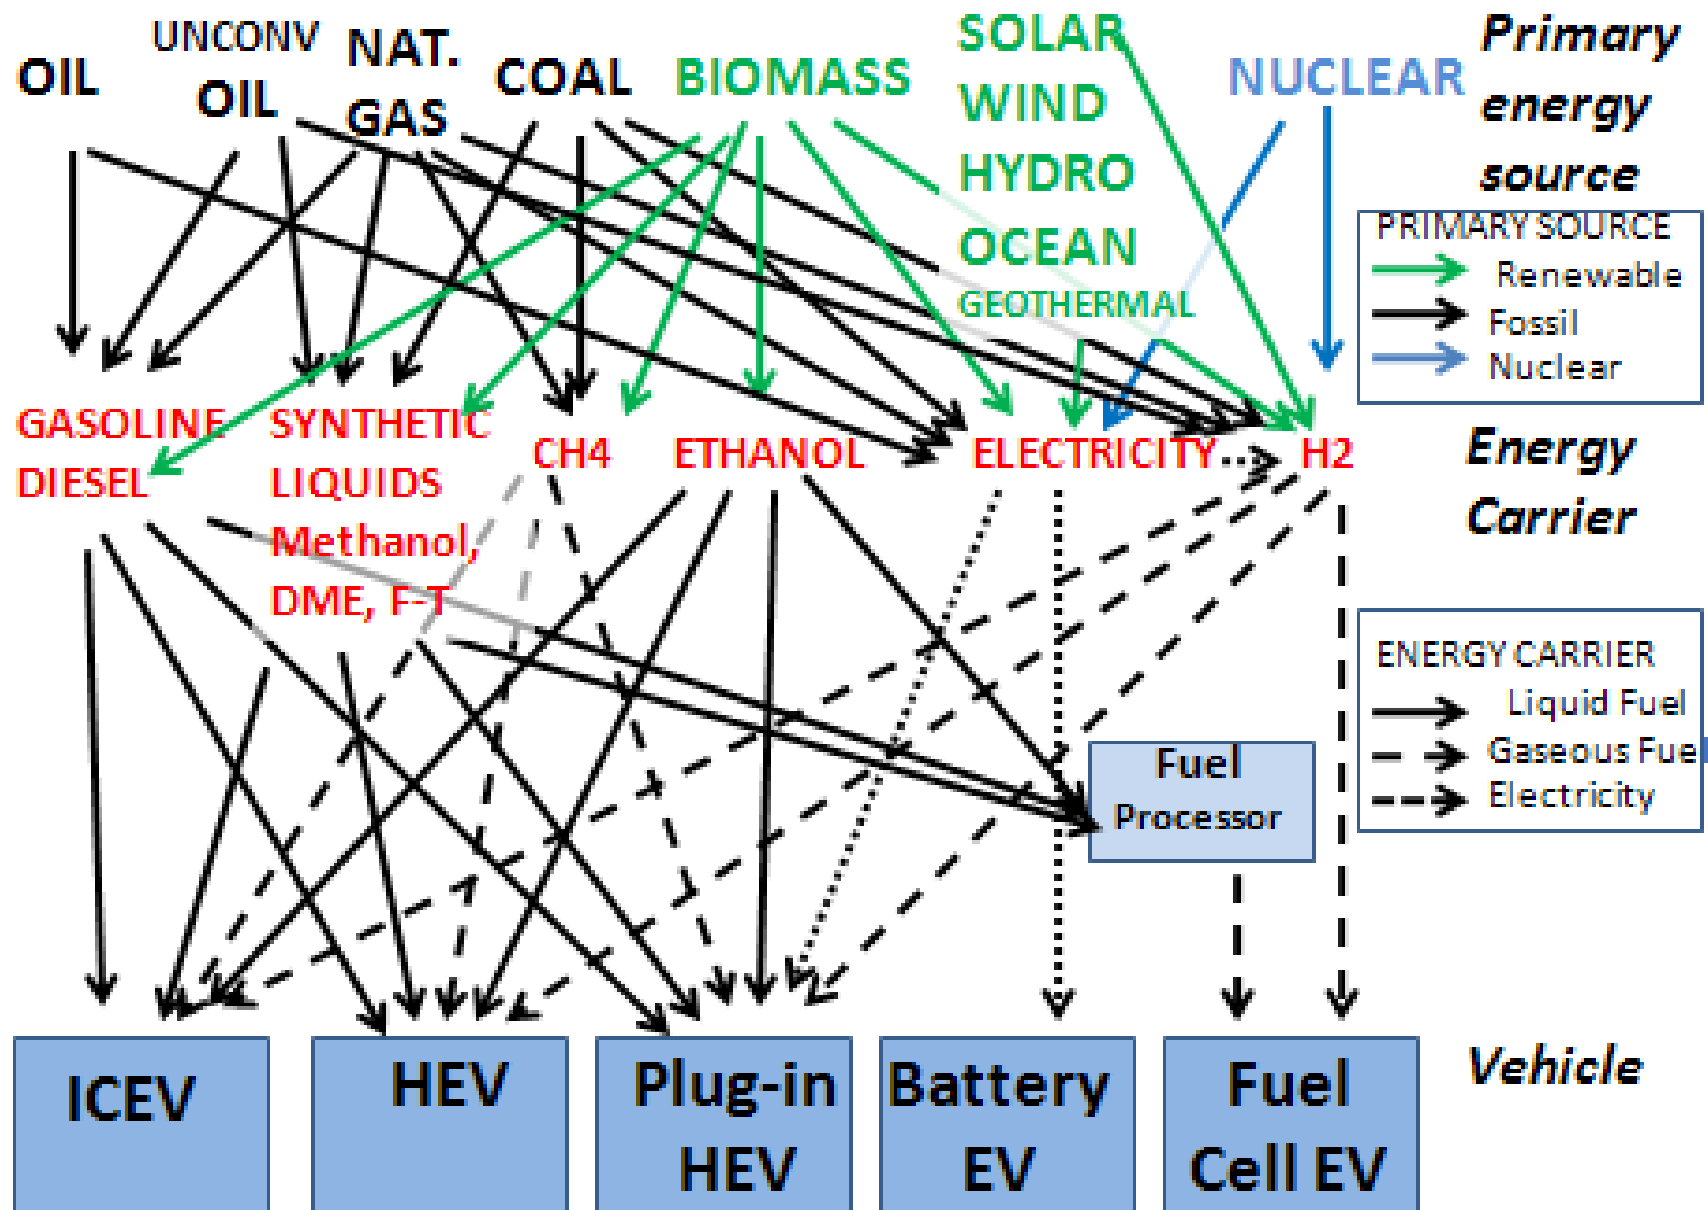 OIL
UNCONV
OIL
NAT.
GAS
COAL
BIOMASS
SOLAR
WIND
HYDRO
OCEAN
GEOTHERMAL
NUCLEAR
Primary
energy
source
PRIMARY SOURCE
Renewable
Fossil
Nuclear
GASOLINE
DIESEL
SYNTHETIC
LIQUIDS
Methanol,
DME, F-T
CH4
ETHANOL
ELECTRICITY
H2
Energy
Carrier
ENERGY CARRIER
Liquid Fuel
Gaseous Fuel
Electricity
Fuel
Processor
ICEV
HEV
Plug-in
HEV
Battery
EV
Fuel
Cell EV
Vehicle